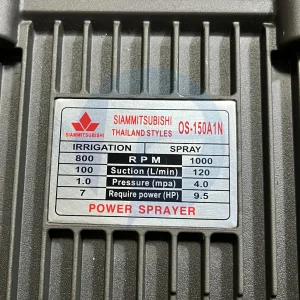 SIAMMITSUBISHI
SIAMMITSUBISHI
THAILAND STYLES OS-150A1N
IRRIGATION SPRAY
800 RPM 1000
100 Suction (L/min) 120
1.0 Pressure (mpa) 4.0
7 Require power (HP) 9.5
POWER SPRAYER